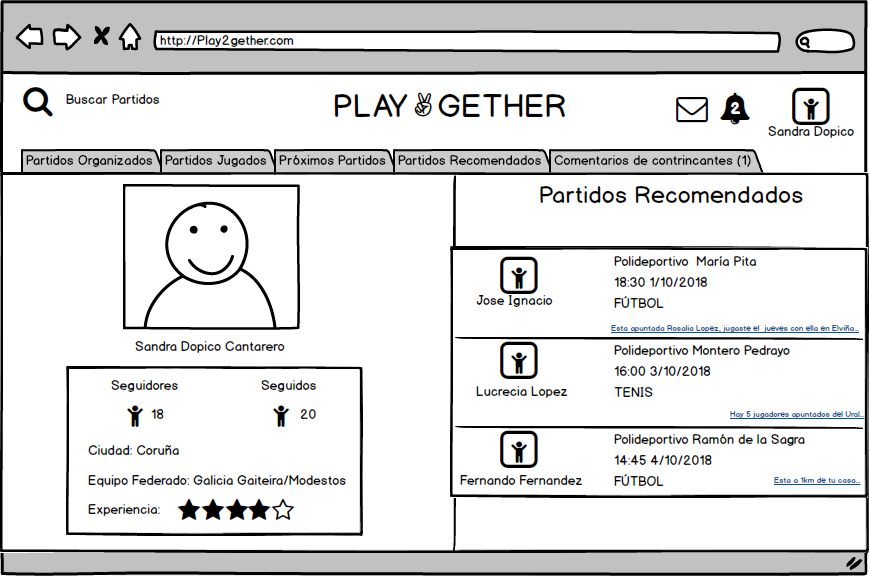 http://Play2gether.com
Buscar Partidos
PLAY✌GETHER
2
Sandra Dopico
Partidos Organizados
Partidos Jugados
Próximos Partidos
Partidos Recomendados
Comentarios de contrincantes (1)
Sandra Dopico Cantarero
Seguidores
Seguidos
18
20
Ciudad: Coruña
Equipo Federado: Galicia Gaiteira/Modestos
Experiencia:
Partidos Recomendados
Jose Ignacio
Polideportivo María Pita
18:30 1/10/2018
FÚTBOL
Esta apuntada Rosalia Lopez, jugaste el jueves con ella en Elviña...
Lucrecia Lopez
Polideportivo Montero Pedrayo
16:00 3/10/2018
TENIS
Hay 5 jugadores apuntados del Ural...
Fernando Fernandez
Polideportivo Ramón de la Sagra
14:45 4/10/2018
FÚTBOL
Esta a 1km de tu casa...